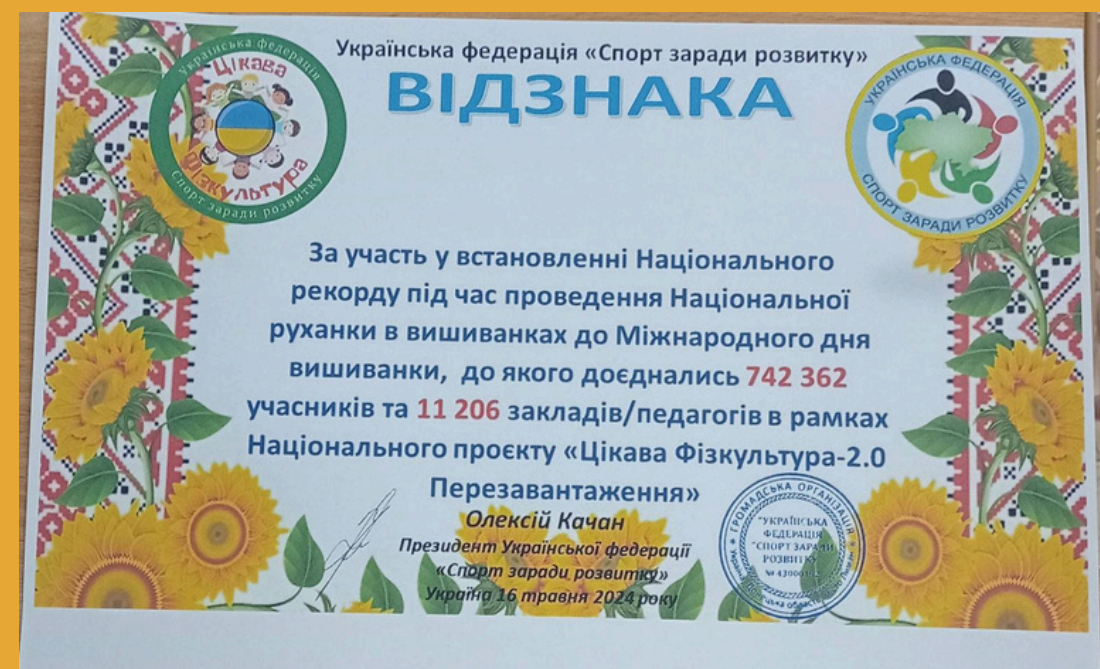 Українська федерація «Спорт заради розвитку»
ВІДЗНАКА
Українська федерація
Цікава
Фізкультура
Спорт заради розвитку
УКРАЇНСЬКА ФЕДЕРАЦІЯ
СПОРТ ЗАРАДИ РОЗВИТКУ
За участь у встановленні Національного
рекорду під час проведення Національної
руханки в вишиванках до Міжнародного дня
вишиванки, до якого доєднались 742 362
учасників та 11 206 закладів/педагогів в рамках
Національного проєкту «Цікава Фізкультура-2.0
Перезавантаження»
Олексій Качан
Президент Української федерації
«Спорт заради розвитку»
Україна 16 травня 2024 року
ГРОМАДСЬКА ОРГАНІЗАЦІЯ
"УКРАЇНСЬКА
ФЕДЕРАЦІЯ
"СПОРТ ЗАРАДИ
РОЗВИТКУ"